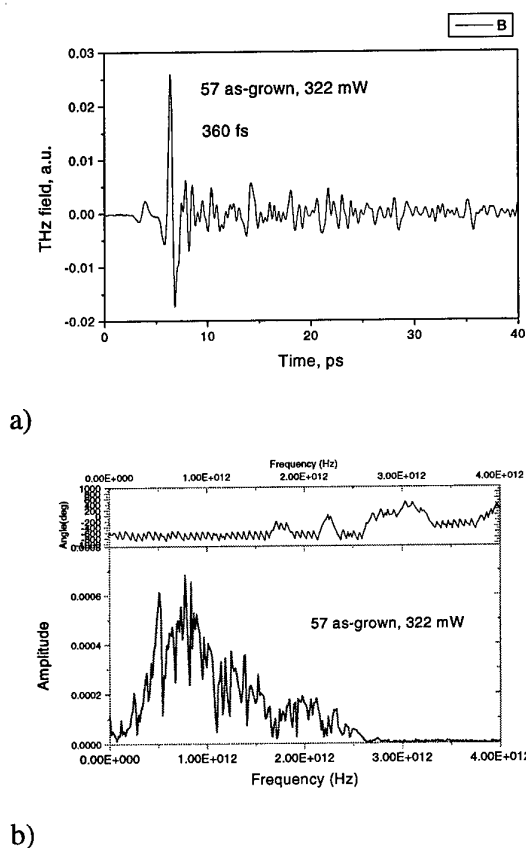 B
0.03
57 as-grown, 322 mW
0.02
360 fs
0.01
0.00
-0.01
-0.02
THz field, a.u.
0 10 20 30 40
Time, ps
a)
Frequency (Hz)
0.00E+000 1.00E+012 2.00E+012 3.00E+012 4.00E+012
1000
Angle(deg)
0.0008
0.0006
57 as-grown, 322 mW
0.0004
0.0002
0.0000
Amplitude
0.00E+000 1.00E+012 2.00E+012 3.00E+012 4.00E+012
Frequency (Hz)
b)